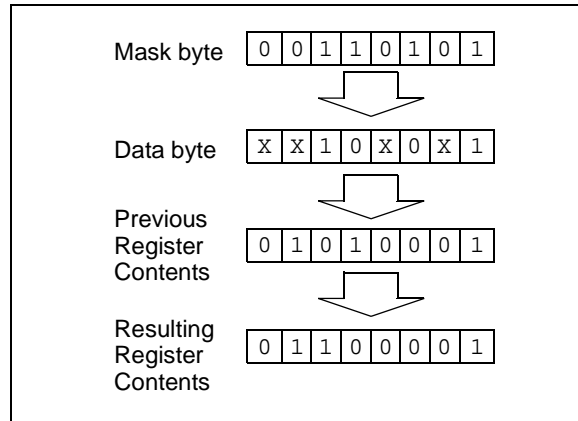 Mask byte 0 0 1 1 0 1 0 1
Data byte X X 1 0 X 0 X 1
Previous
Register
Contents
0 1 0 1 0 0 0 1
Resulting
Register
Contents
0 1 1 0 0 0 0 1